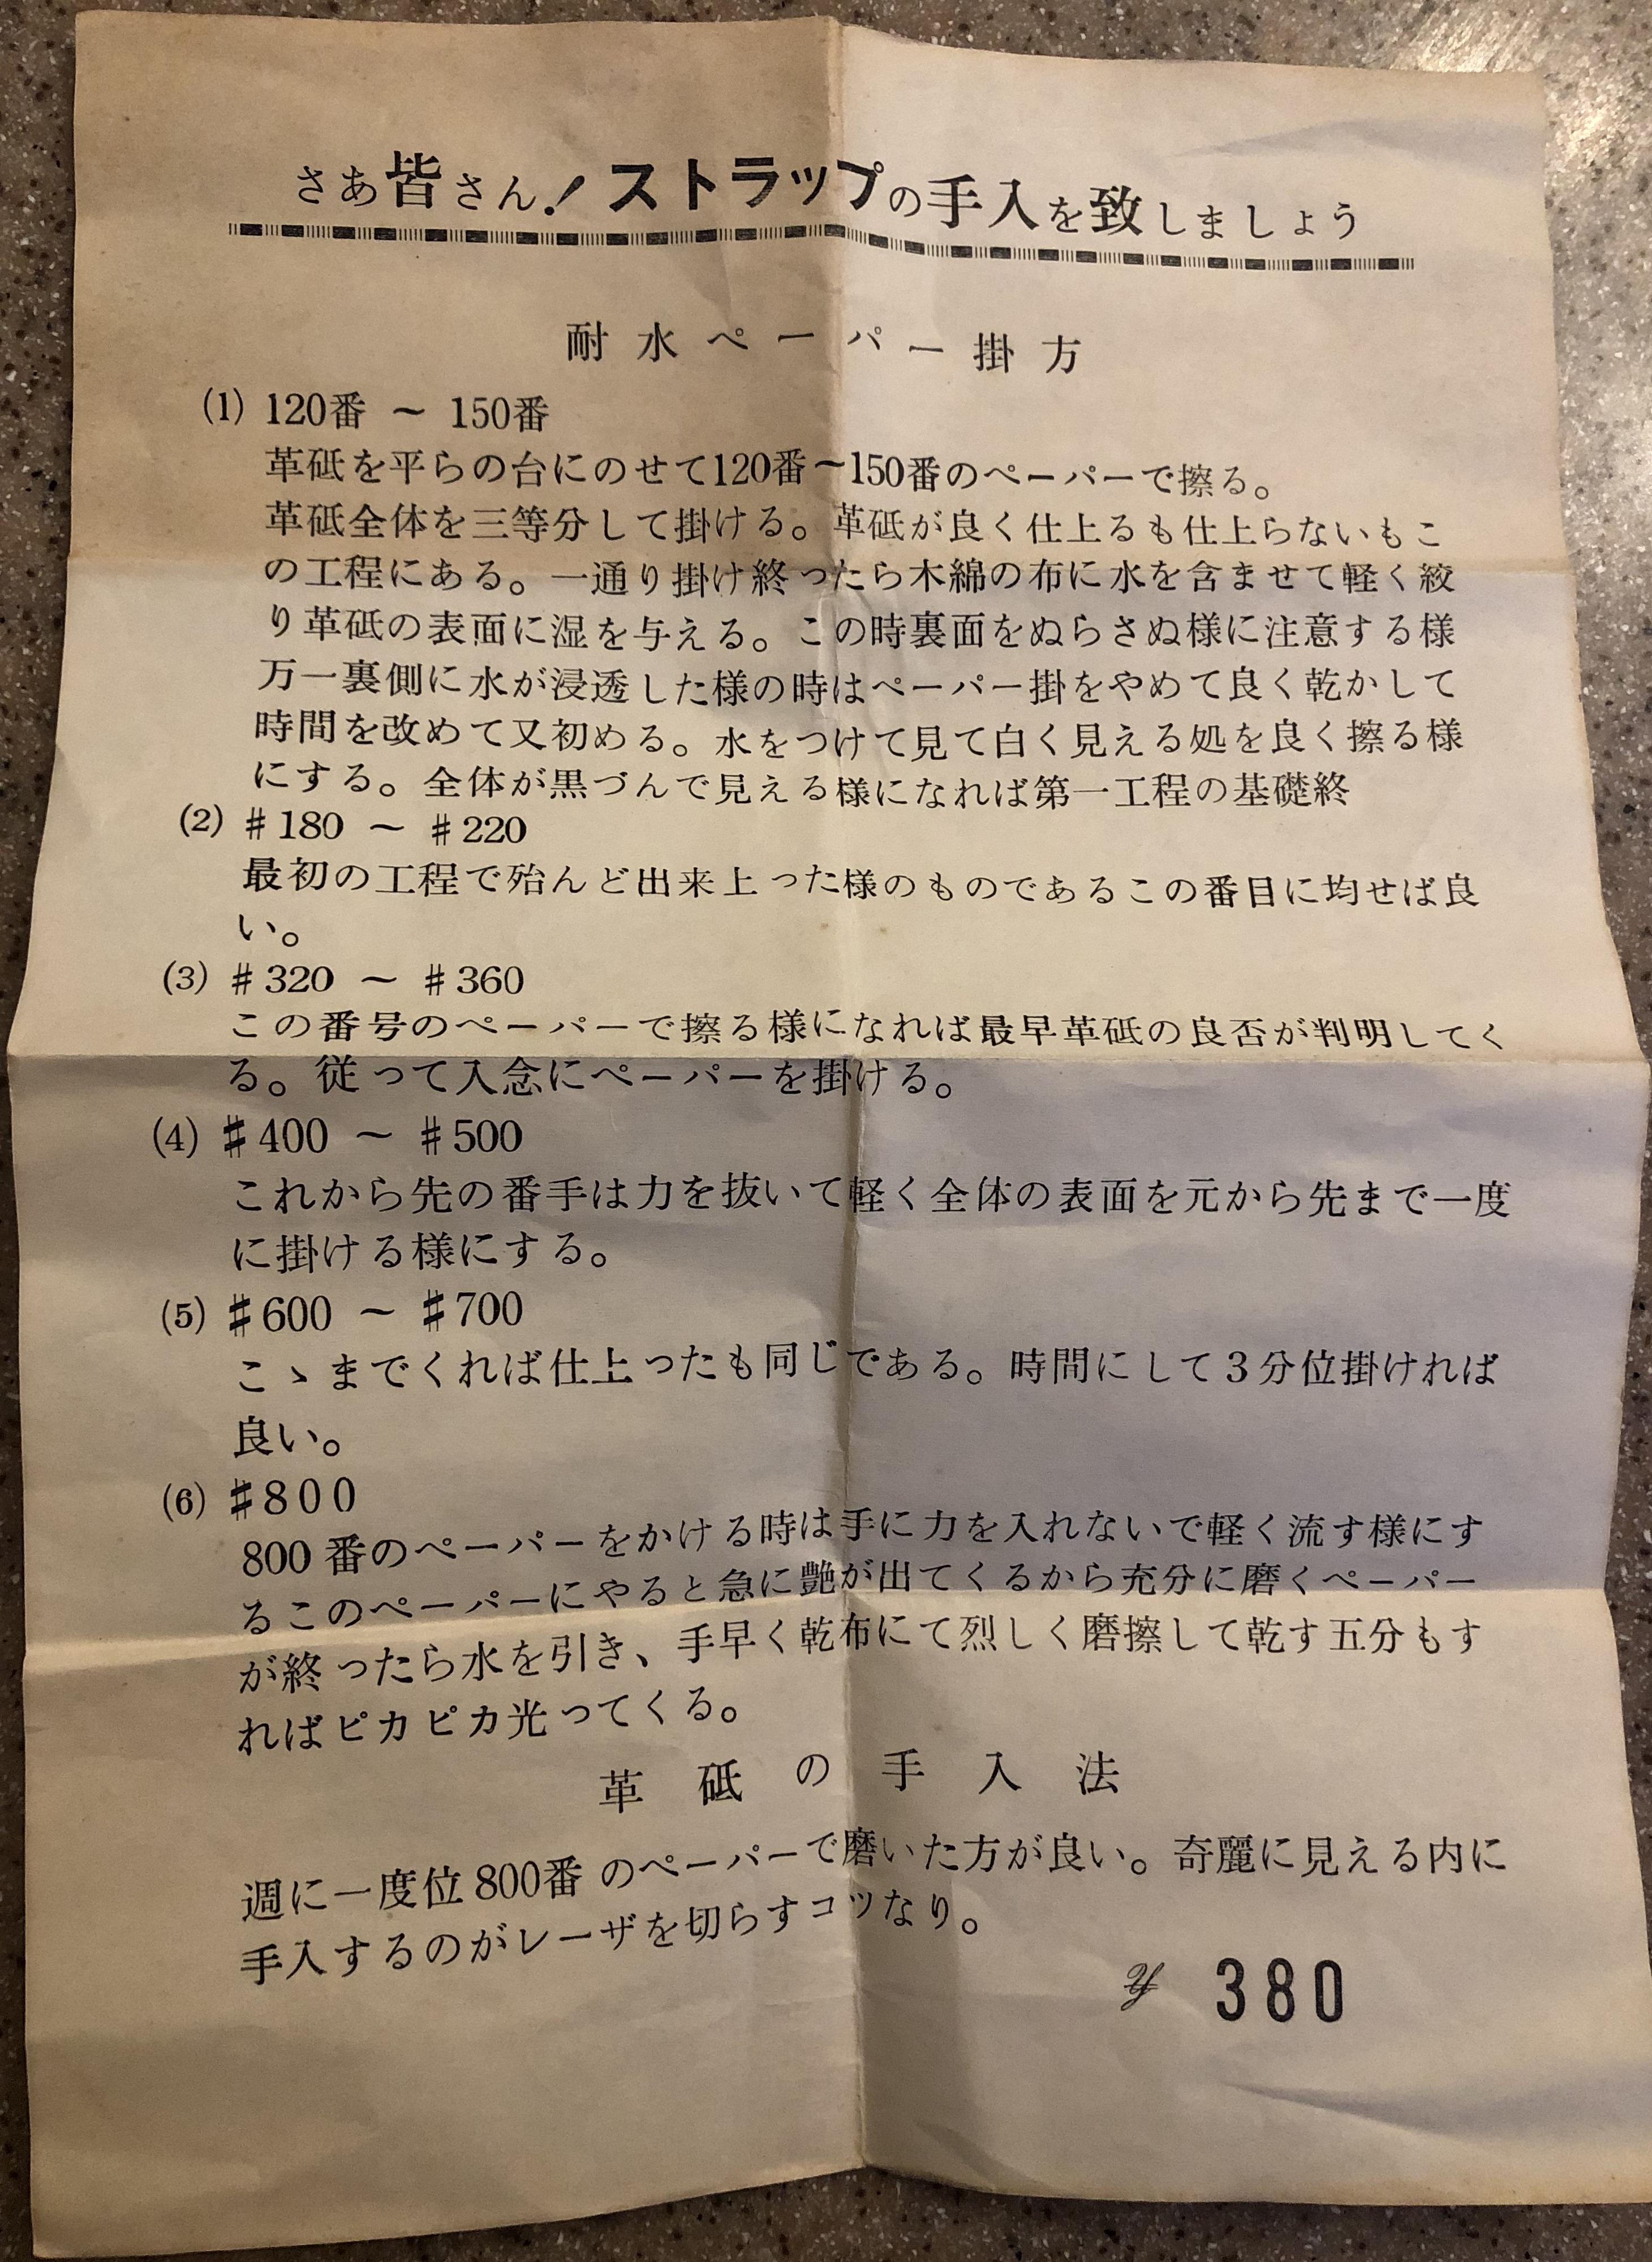 さあ皆さん！ストラップの手入を致しましょう
耐水ペーパー掛方
(1) 120番 〜 150番
革砥を平らの台にのせて120番〜150番のペーパーで擦る。
革砥全体を三等分して掛ける。革砥が良く仕上るも仕上らないもこ
の工程にある。一通り掛け終ったら木綿の布に水を含ませて軽く絞
り革砥の表面に湿を与える。この時裏面をぬらさぬ様に注意する様
万一裏側に水が浸透した様の時はペーパー掛をやめて良く乾かして
時間を改めて又初める。水をつけて見て白く見える処を良く擦る様
にする。全体が黒づんで見える様になれば第一工程の基礎終
(2) ♯180 〜 ♯220
最初の工程で殆んど出来上った様のものであるこの番目に均せば良
い。
(3) ♯320 〜 ♯360
この番号のペーパーで擦る様になれば最早革砥の良否が判明してく
る。従って入念にペーパーを掛ける。
(4) ♯400 〜 ♯500
これから先の番手は力を抜いて軽く全体の表面を元から先まで一度
に掛ける様にする。
(5) ♯600 〜 ♯700
こゝまでくれば仕上ったも同じである。時間にして3分位掛ければ
良い。
(6) ♯800
800番のペーパーをかける時は手に力を入れないで軽く流す様にす
るこのペーパーにやると急に艶が出てくるから充分に磨くペーパー
が終ったら水を引き、手早く乾布にて烈しく磨擦して乾す五分もす
ればピカピカ光ってくる。
革砥の手入法
週に一度位800番のペーパーで磨いた方が良い。奇麗に見える内に
手入するのがレーザを切らすコツなり。
¥ 380